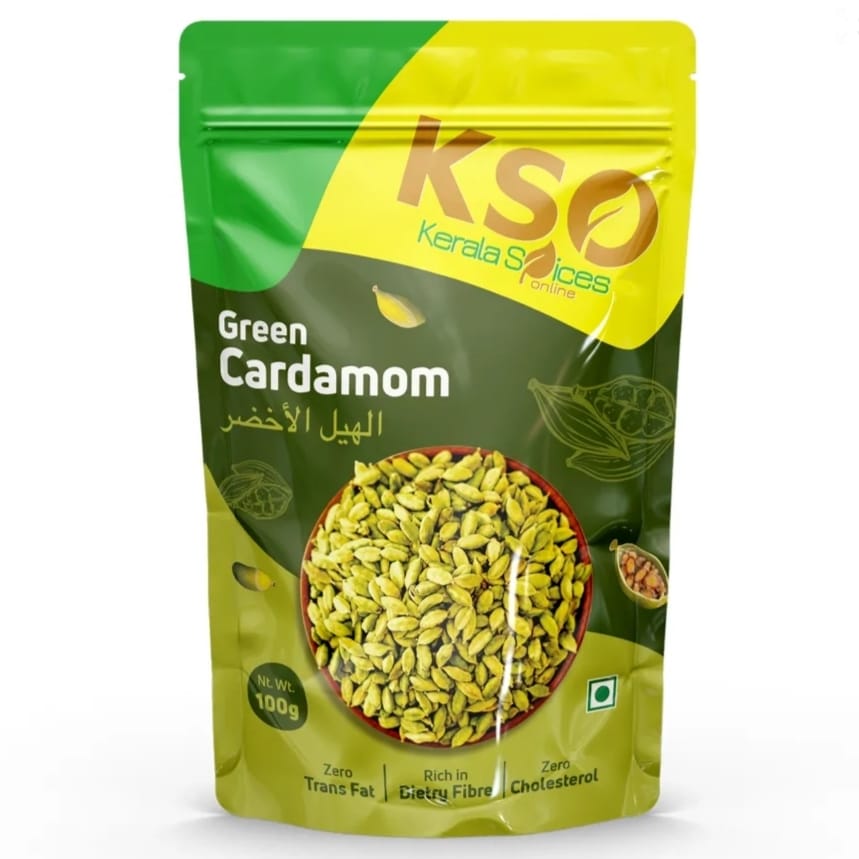 KSO
Kerala Spices
online
Green
Cardamom
الهيل الأخضر
Nt. Wt.
100g
Zero
Trans Fat
Rich in
Dietry Fibre
Zero
Cholesterol